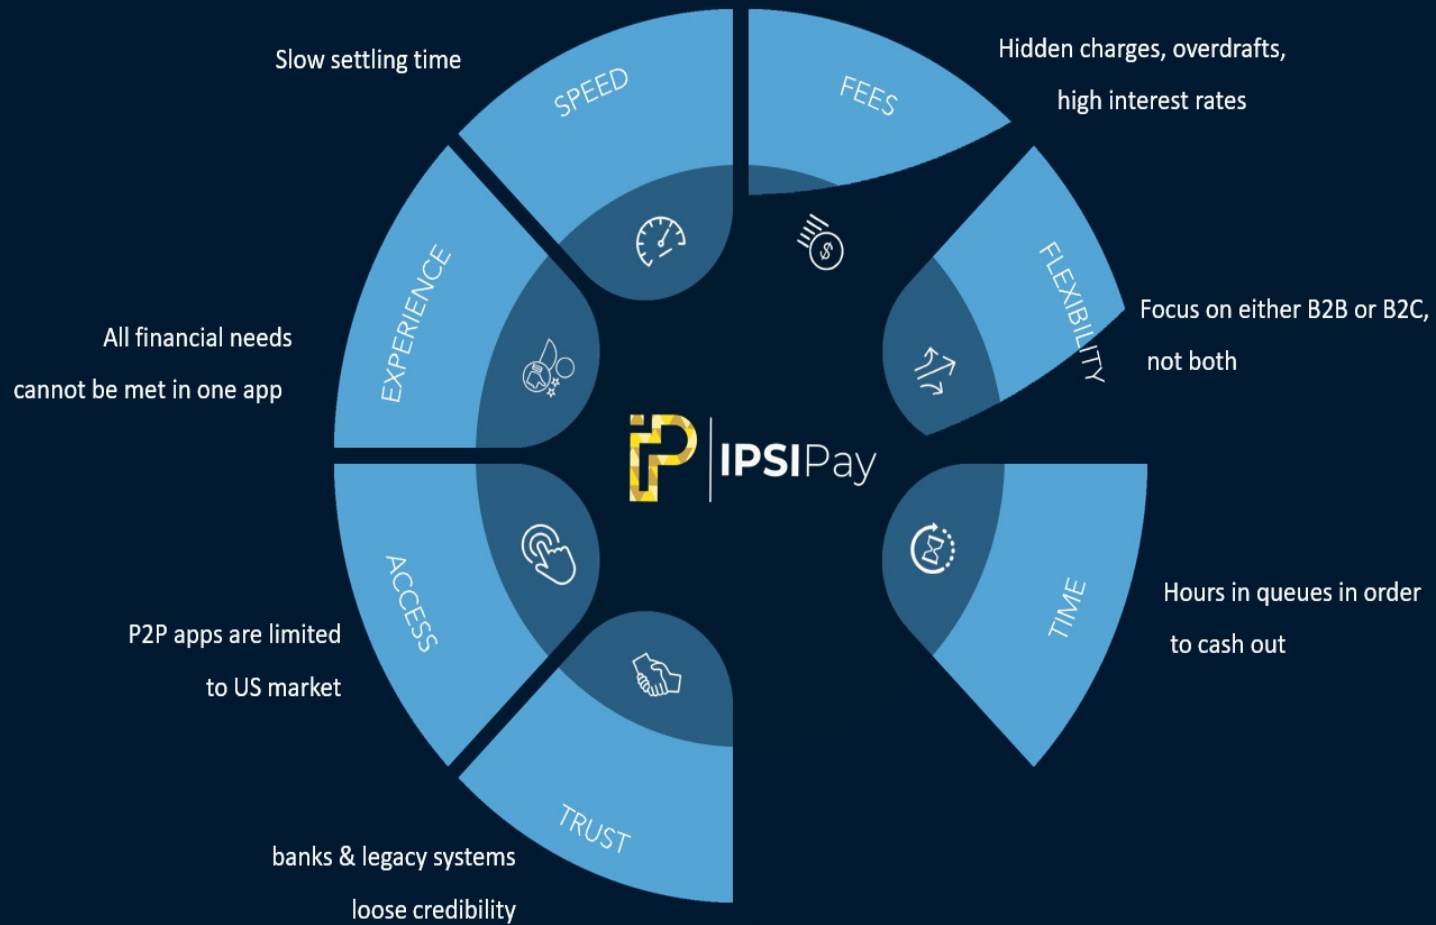 Slow settling time
SPEED
FEES
Hidden charges, overdrafts,
high interest rates
EXPERIENCE
All financial needs
cannot be met in one app
FLEXIBILITY
Focus on either B2B or B2C,
not both
iP IPSIPay
ACCESS
P2P apps are limited
to US market
TIME
Hours in queues in order
to cash out
TRUST
banks & legacy systems
loose credibility
$